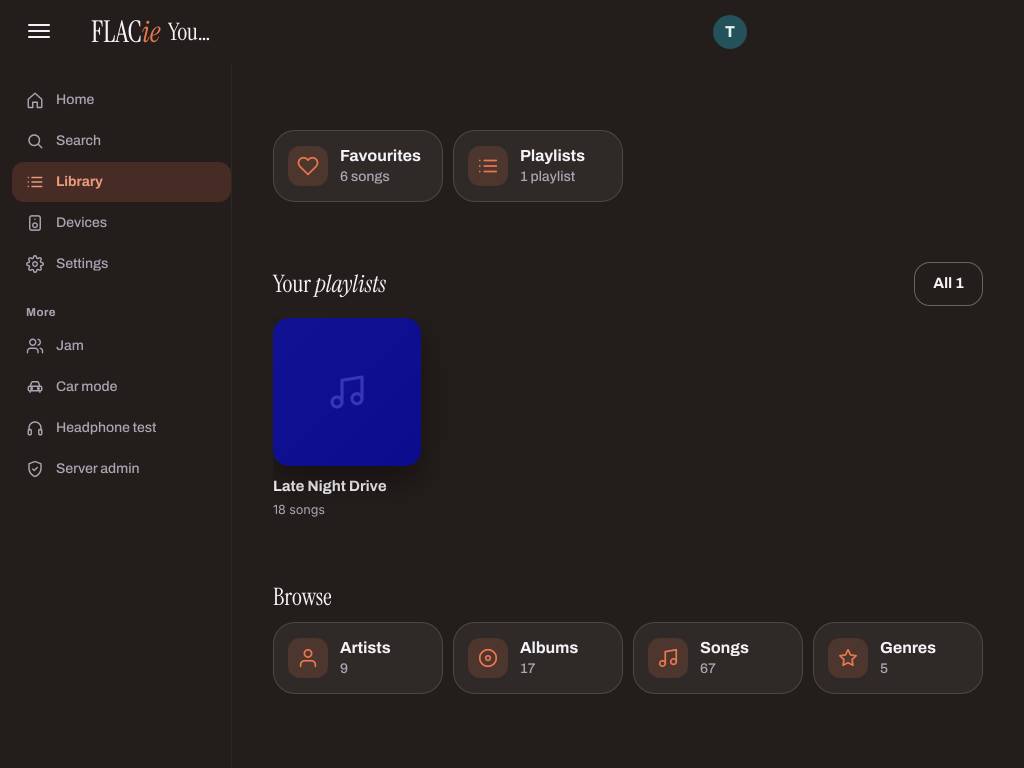 FLACie You...
T
Home
Search
Library
Devices
Settings
More
Jam
Car mode
Headphone test
Server admin
Favourites
6 songs
Playlists
1 playlist
Your playlists
All 1
Late Night Drive
18 songs
Browse
Artists
9
Albums
17
Songs
67
Genres
5